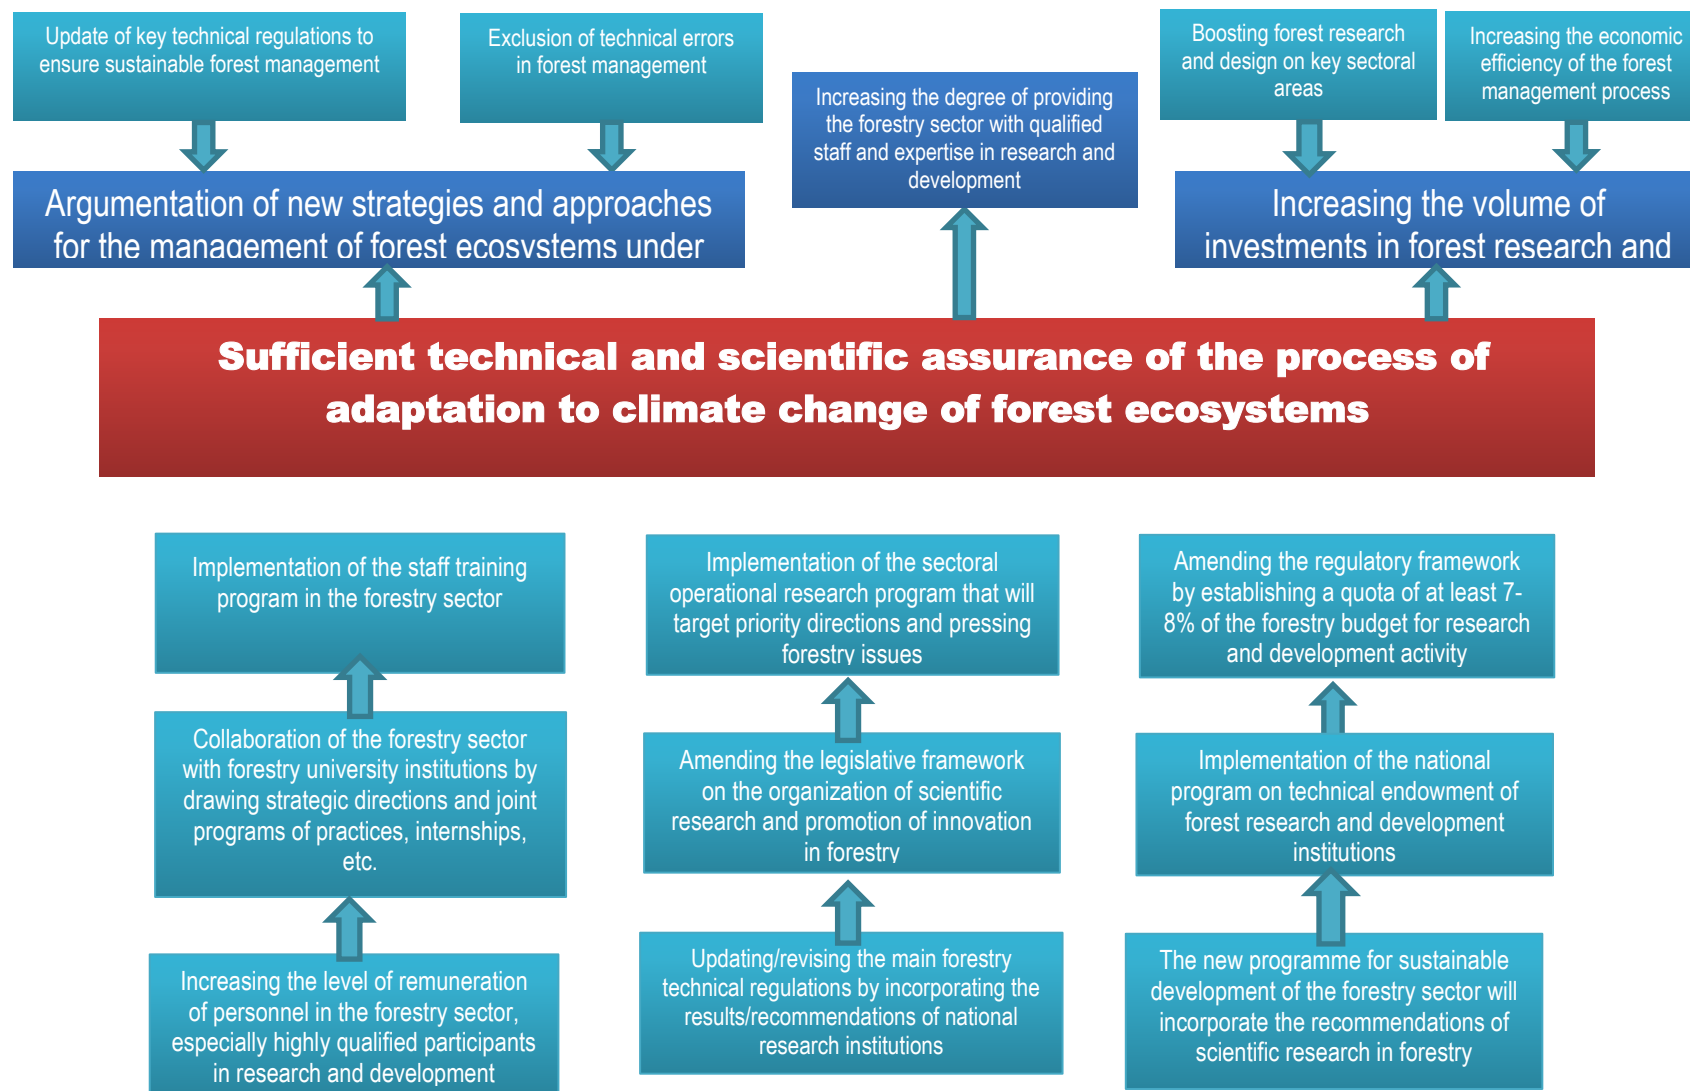 Update of key technical regulations to
ensure sustainable forest management
Exclusion of technical errors
in forest management
Increasing the degree of providing
the forestry sector with qualified
staff and expertise in research and
development
Boosting forest research
and design on key sectoral
areas
Increasing the economic
efficiency of the forest
management process
Argumentation of new strategies and approaches
for the management of forest ecosystems under
Increasing the volume of
investments in forest research and
Sufficient technical and scientific assurance of the process of
adaptation to climate change of forest ecosystems
Implementation of the staff training
program in the forestry sector
Implementation of the sectoral
operational research program that will
target priority directions and pressing
forestry issues
Amending the regulatory framework
by establishing a quota of at least 7-
8% of the forestry budget for research
and development activity
Collaboration of the forestry sector
with forestry university institutions by
drawing strategic directions and joint
programs of practices, internships,
etc.
Amending the legislative framework
on the organization of scientific
research and promotion of innovation
in forestry
Implementation of the national
program on technical endowment of
forest research and development
institutions
Increasing the level of remuneration
of personnel in the forestry sector,
especially highly qualified participants
in research and development
Updating/revising the main forestry
technical regulations by incorporating the
results/recommendations of national
research institutions
The new programme for sustainable
development of the forestry sector will
incorporate the recommendations of
scientific research in forestry